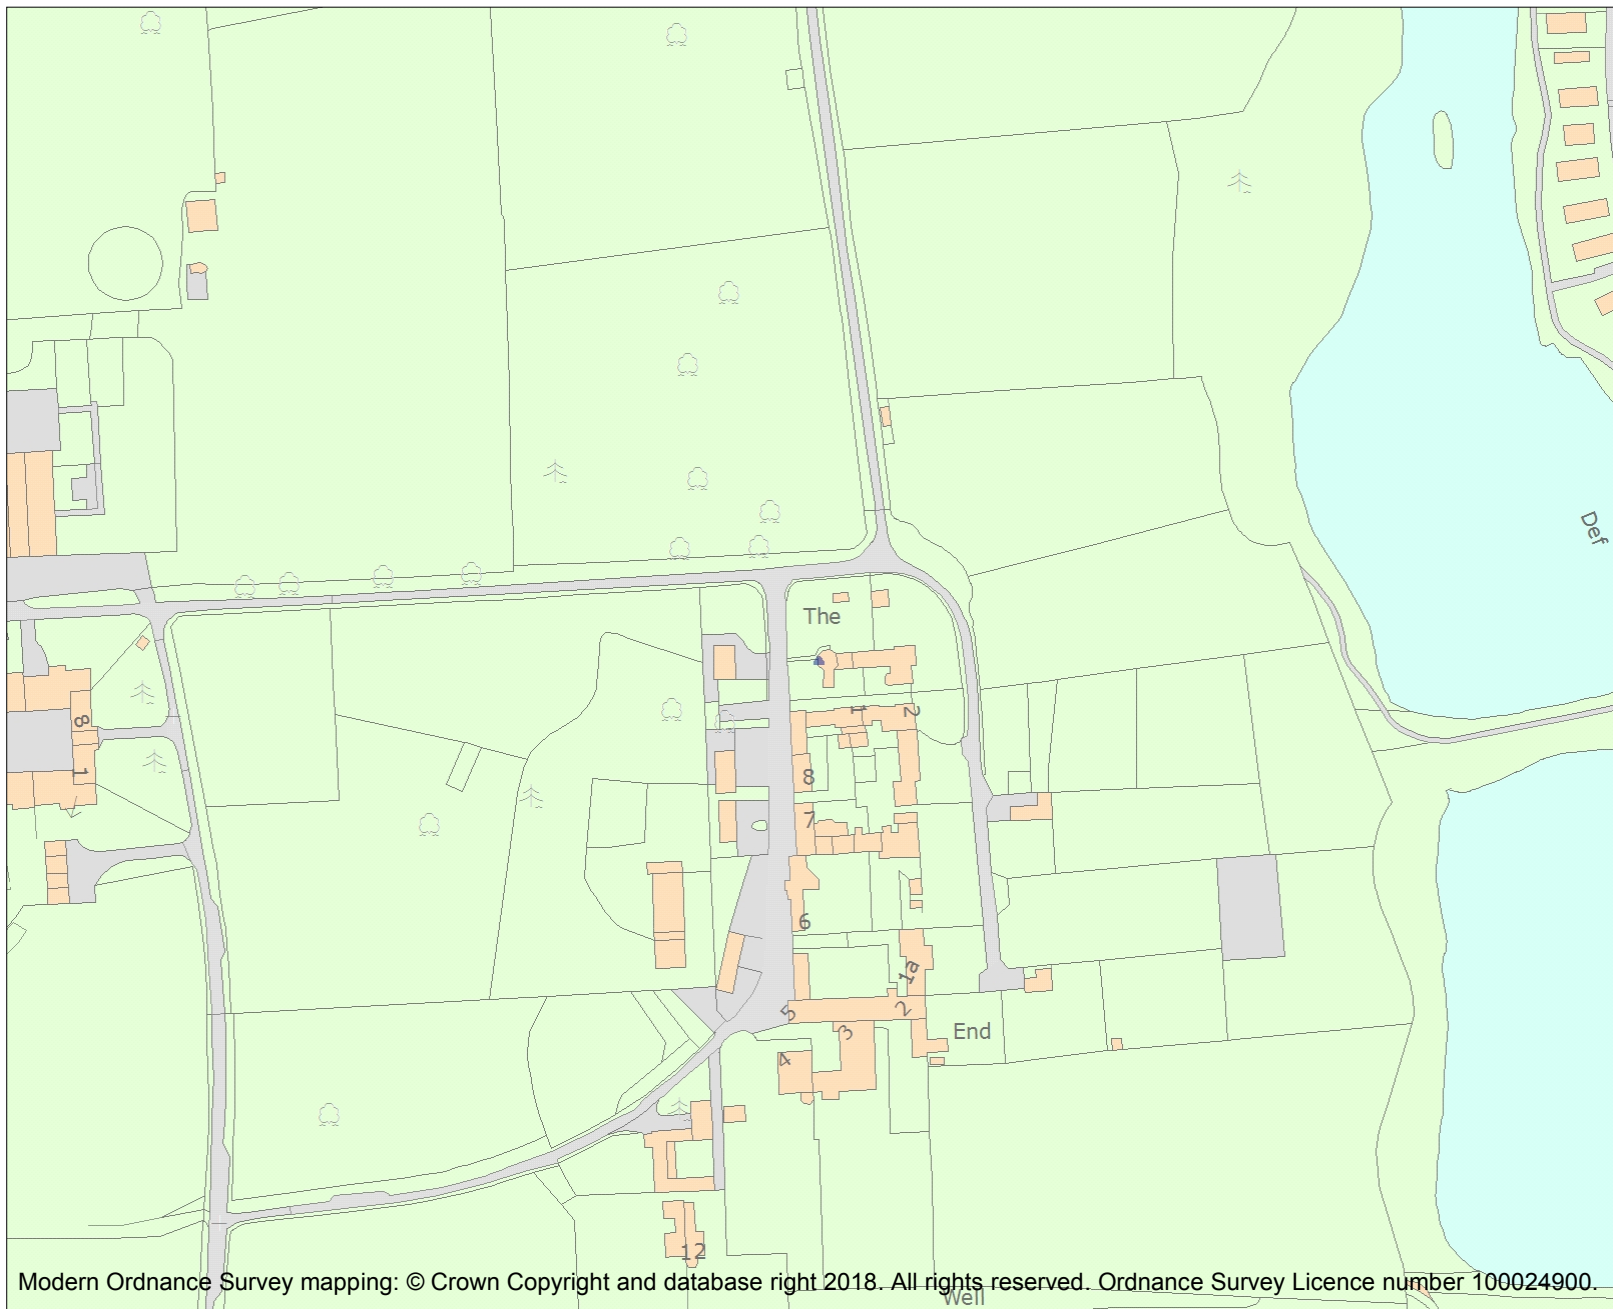 Def
The
8
1
1
2
8
7
6
1a
5
2
3
End
4
12
Modern Ordnance Survey mapping: © Crown Copyright and database right 2018. All rights reserved. Ordnance Survey Licence number 100024900.
Well